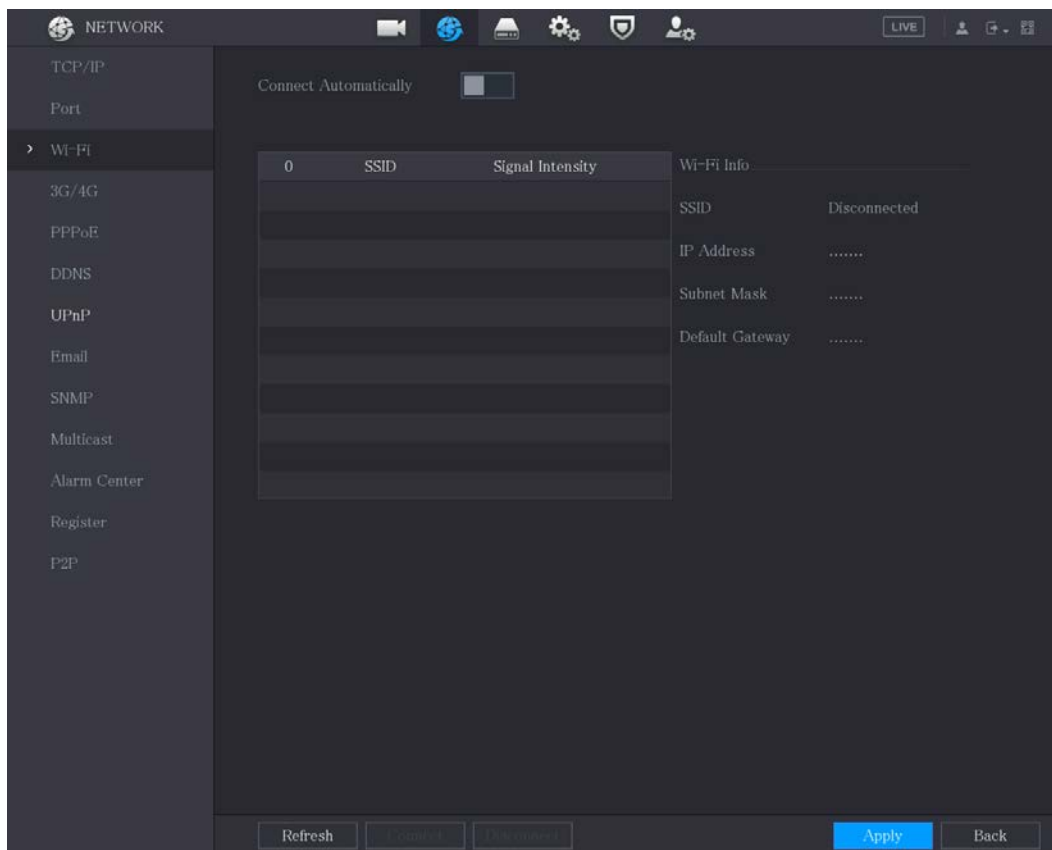 NETWORK
LIVE
TCP/IP
Port
Wi-Fi
3G/4G
PPPoE
DDNS
UPnP
Email
SNMP
Multicast
Alarm Center
Register
P2P
Connect Automatically
0 SSID Signal Intensity
Wi-Fi Info
SSID Disconnected
IP Address .......
Subnet Mask .......
Default Gateway .......
Refresh Connect Disconnect Apply Back